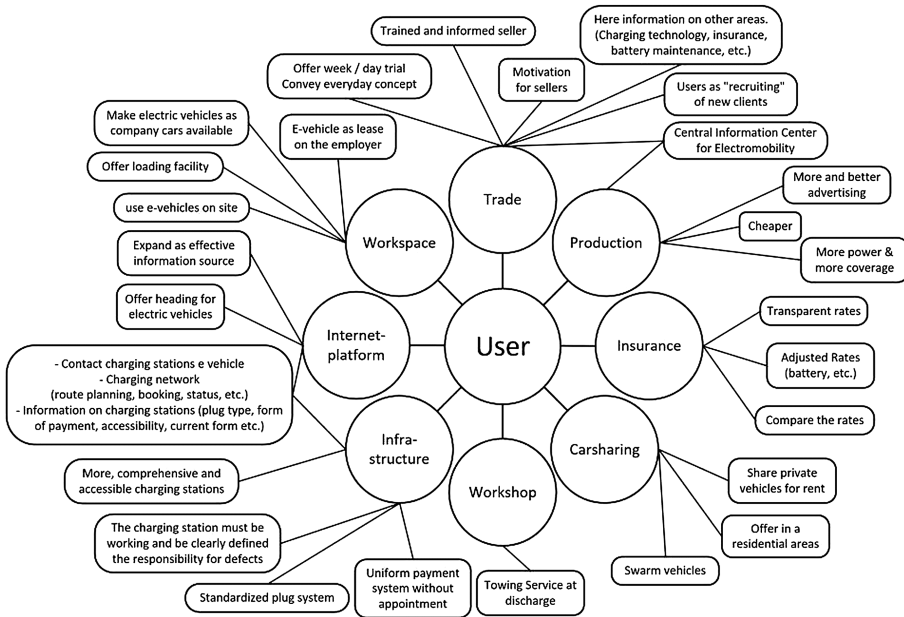 Trained and informed seller
Here information on other areas.
(Charging technology, insurance,
battery maintenance, etc.)
Offer week / day trial
Convey everyday concept
Motivation
for sellers
Users as "recruiting"
of new clients
Make electric vehicles as
company cars available
E-vehicle as lease
on the employer
Central Information Center
for Electromobility
Offer loading facility
More and better
advertising
Trade
use e-vehicles on site
Workspace
Production
Cheaper
Expand as effective
information source
More power &
more coverage
Offer heading for
electric vehicles
Internet-
platform
User
Insurance
Transparent rates
Adjusted Rates
(battery, etc.)
- Contact charging stations e vehicle
- Charging network
(route planning, booking, status, etc.)
- Information on charging stations (plug type, form
of payment, accessibility, current form etc.)
Compare the rates
Infra-
structure
Carsharing
Workshop
More, comprehensive and
accessible charging stations
Share private
vehicles for rent
The charging station must be
working and be clearly defined
the responsibility for defects
Offer in a
residential areas
Uniform payment
system without
appointment
Towing Service at
discharge
Swarm vehicles
Standardized plug system